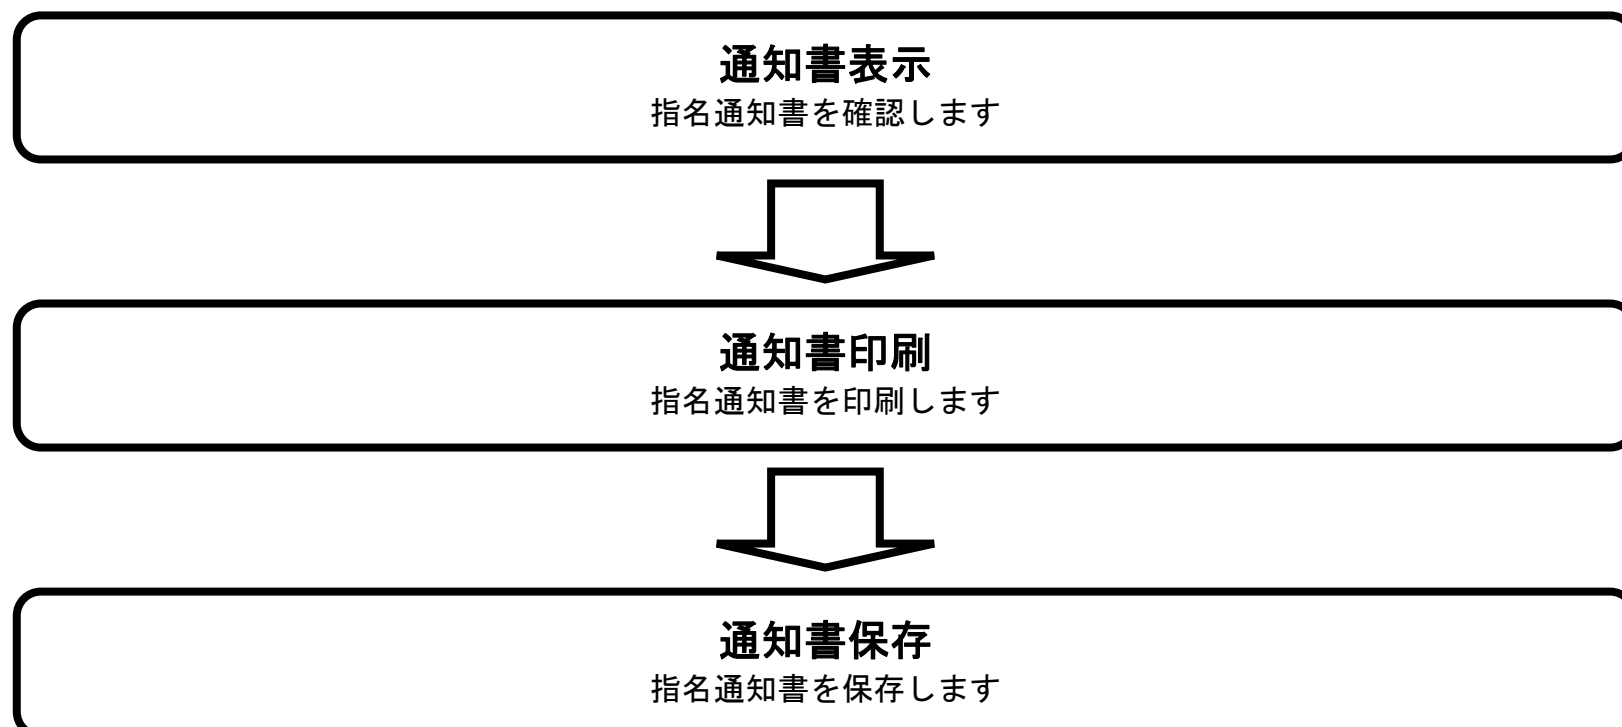 通知書表示
指名通知書を確認します
通知書印刷
指名通知書を印刷します
通知書保存
指名通知書を保存します